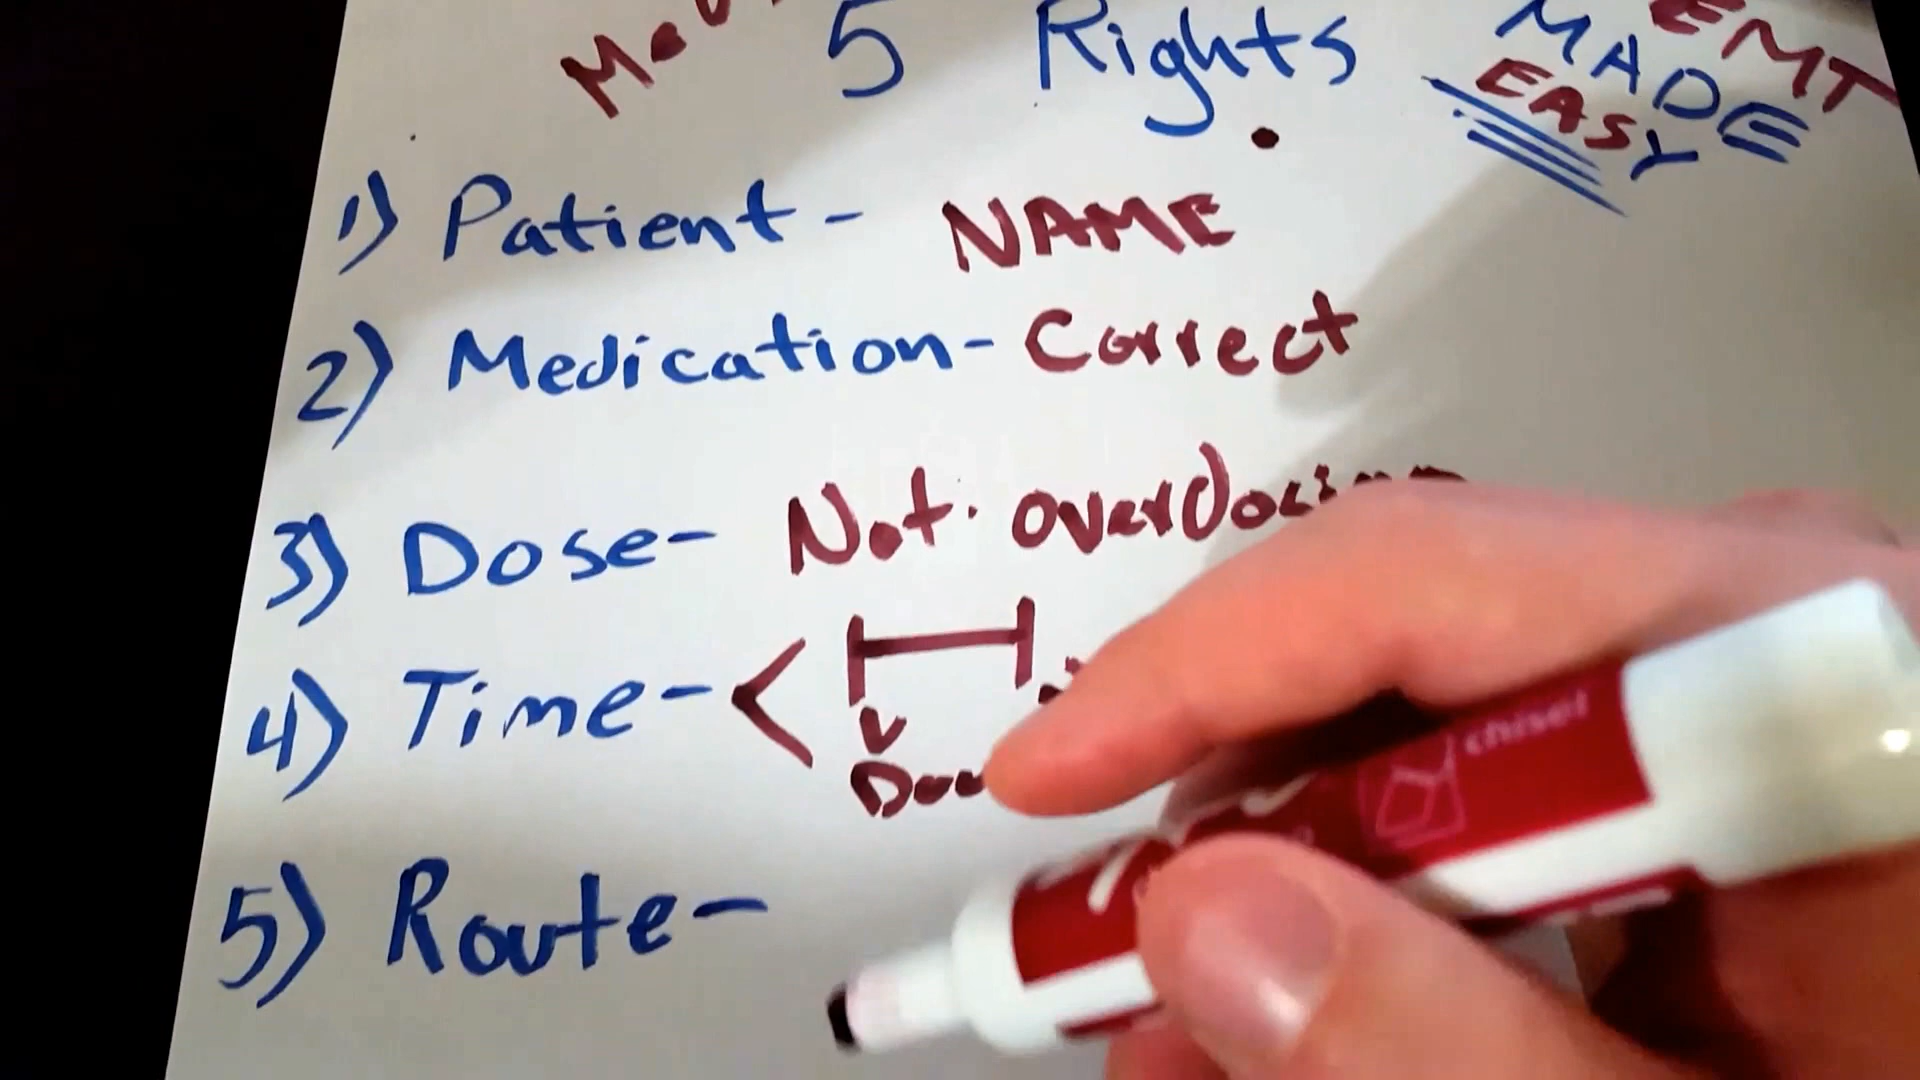 5 Rights
EMT
MADE
EASY
1) Patient - NAME
2) Medication - Correct
3) Dose - Not overdosing
4) Time - <
5) Route -
chisel